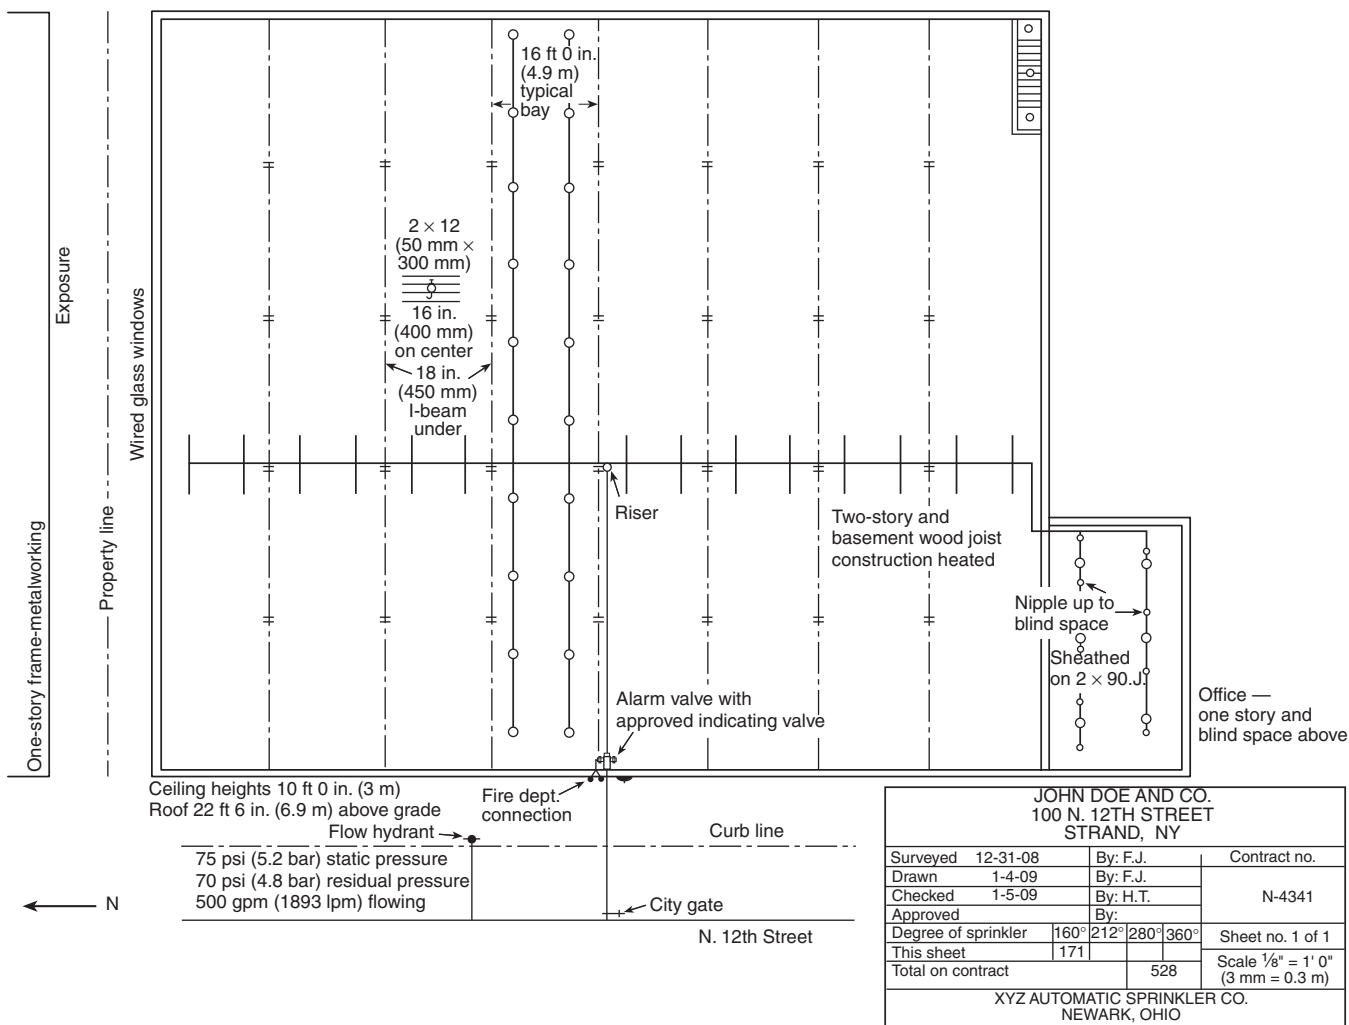 16 ft 0 in.
(4.9 m)
typical
bay
2 × 12
(50 mm ×
300 mm)
16 in.
(400 mm)
on center
18 in.
(450 mm)
I-beam
under
Exposure
Wired glass windows
Property line
One-story frame-metalworking
Riser
Two-story and
basement wood joist
construction heated
Nipple up to
blind space
Sheathed
on 2 × 90.J.
Office —
one story and
blind space above
Alarm valve with
approved indicating valve
Ceiling heights 10 ft 0 in. (3 m)
Roof 22 ft 6 in. (6.9 m) above grade
Fire dept.
connection
Flow hydrant
Curb line
75 psi (5.2 bar) static pressure
70 psi (4.8 bar) residual pressure
500 gpm (1893 lpm) flowing
N
City gate
N. 12th Street
JOHN DOE AND CO.
100 N. 12TH STREET
STRAND, NY
Surveyed 12-31-08 By: F.J. Contract no.
Drawn 1-4-09 By: F.J.
Checked 1-5-09 By: H.T. N-4341
Approved By:
Degree of sprinkler 160° 212° 280° 360° Sheet no. 1 of 1
This sheet 171
Total on contract 528
Scale ⅛" = 1' 0"
(3 mm = 0.3 m)
XYZ AUTOMATIC SPRINKLER CO.
NEWARK, OHIO